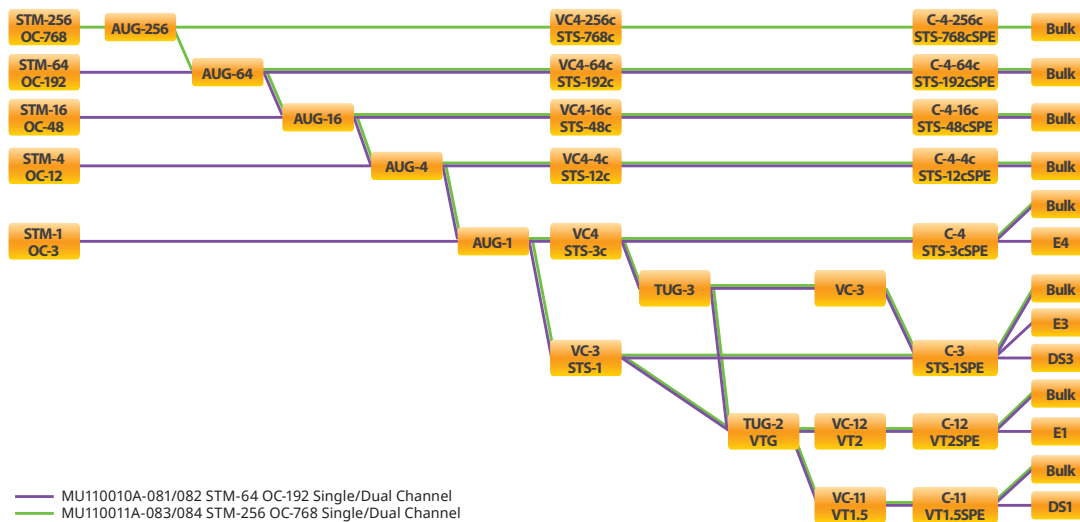 STM-256
OC-768
AUG-256
VC4-256c
STS-768c
C-4-256c
STS-768cSPE
Bulk
STM-64
OC-192
AUG-64
VC4-64c
STS-192c
C-4-64c
STS-192cSPE
Bulk
STM-16
OC-48
AUG-16
VC4-16c
STS-48c
C-4-16c
STS-48cSPE
Bulk
STM-4
OC-12
AUG-4
VC4-4c
STS-12c
C-4-4c
STS-12cSPE
Bulk
Bulk
STM-1
OC-3
AUG-1
VC4
STS-3c
C-4
STS-3cSPE
E4
TUG-3
VC-3
Bulk
E3
VC-3
STS-1
C-3
STS-1SPE
DS3
Bulk
TUG-2
VTG
VC-12
VT2
C-12
VT2SPE
E1
Bulk
VC-11
VT1.5
C-11
VT1.5SPE
DS1
MU110010A-081/082 STM-64 OC-192 Single/Dual Channel
MU110011A-083/084 STM-256 OC-768 Single/Dual Channel